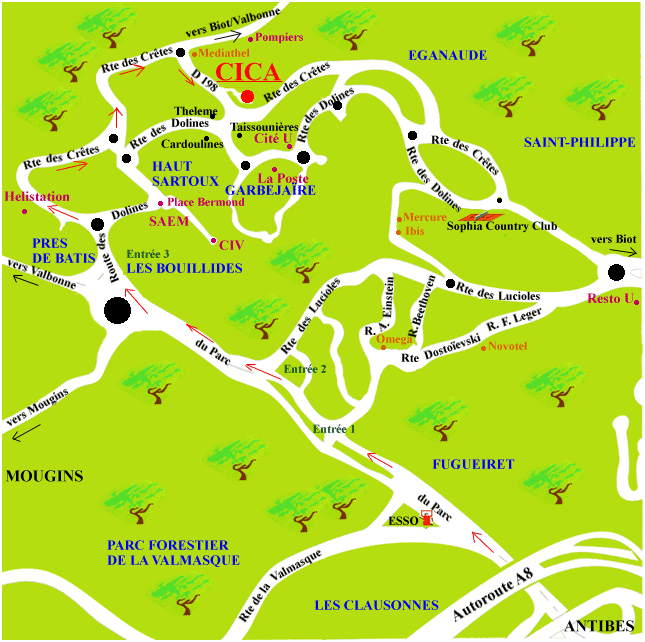 vers Biot/Valbonne
Pompiers
Mediathel
EGANAUDE
Rte des Crêtes
D 198
CICA
Rte des Crêtes
Theleme
Rte des Dolines
Rte des Dolines
Taissounières
Cardoulines
Cité U
SAINT-PHILIPPE
Rte des Crêtes
Rte des Crêtes
HAUT
SARTOUX
La Poste
GARBEJAIRE
Rte des Dolines
Helistation
Dolines
Place Bermond
SAEM
Mercure
Ibis
Sophia Country Club
PRES
DE BATIS
Route des
Entrée 3
CIV
LES BOUILLIDES
vers Biot
vers Valbonne
Rte des Lucioles
R. A. Einstein
R. Beethoven
Rte des Lucioles
Resto U
R. F. Leger
du Parc
Omega
Rte Dostoïevski
Novotel
Entrée 2
vers Mougins
Entrée 1
MOUGINS
FUGUEIRET
du Parc
ESSO
PARC FORESTIER
DE LA VALMASQUE
Rte de la Valmasque
Autoroute A8
LES CLAUSONNES
ANTIBES